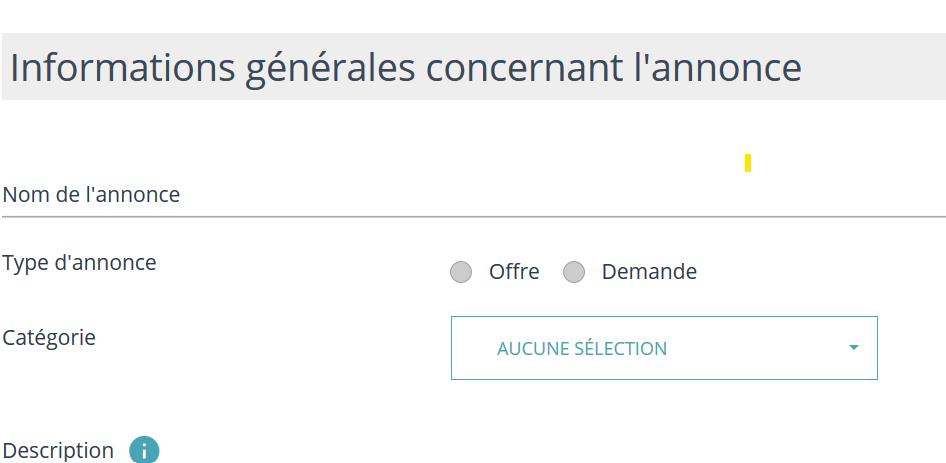 Informations générales concernant l'annonce
Nom de l'annonce
Type d'annonce
Offre Demande
Catégorie
AUCUNE SÉLECTION
Description i